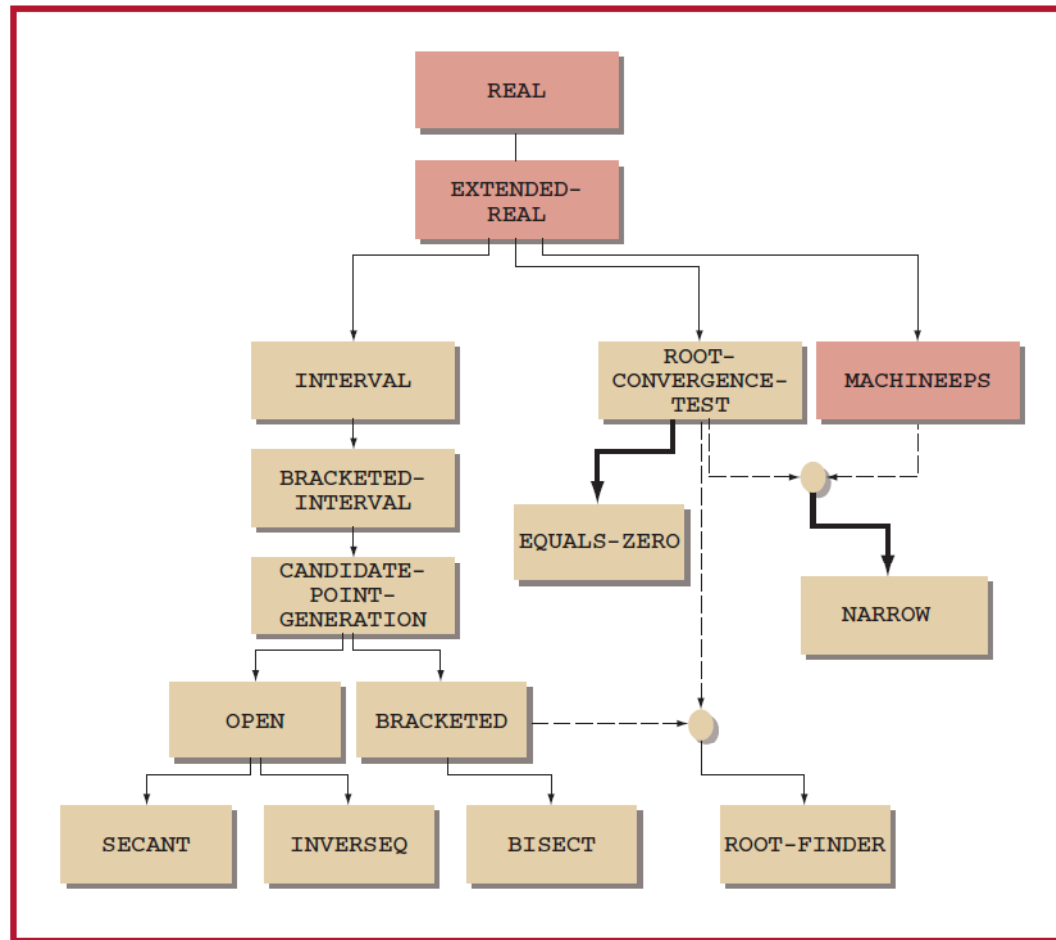 REAL
EXTENDED-
REAL
INTERVAL
ROOT-
CONVERGENCE-
TEST
MACHINEEPS
BRACKETED-
INTERVAL
EQUALS-ZERO
CANDIDATE-
POINT-
GENERATION
NARROW
OPEN
BRACKETED
SECANT
INVERSEQ
BISECT
ROOT-FINDER